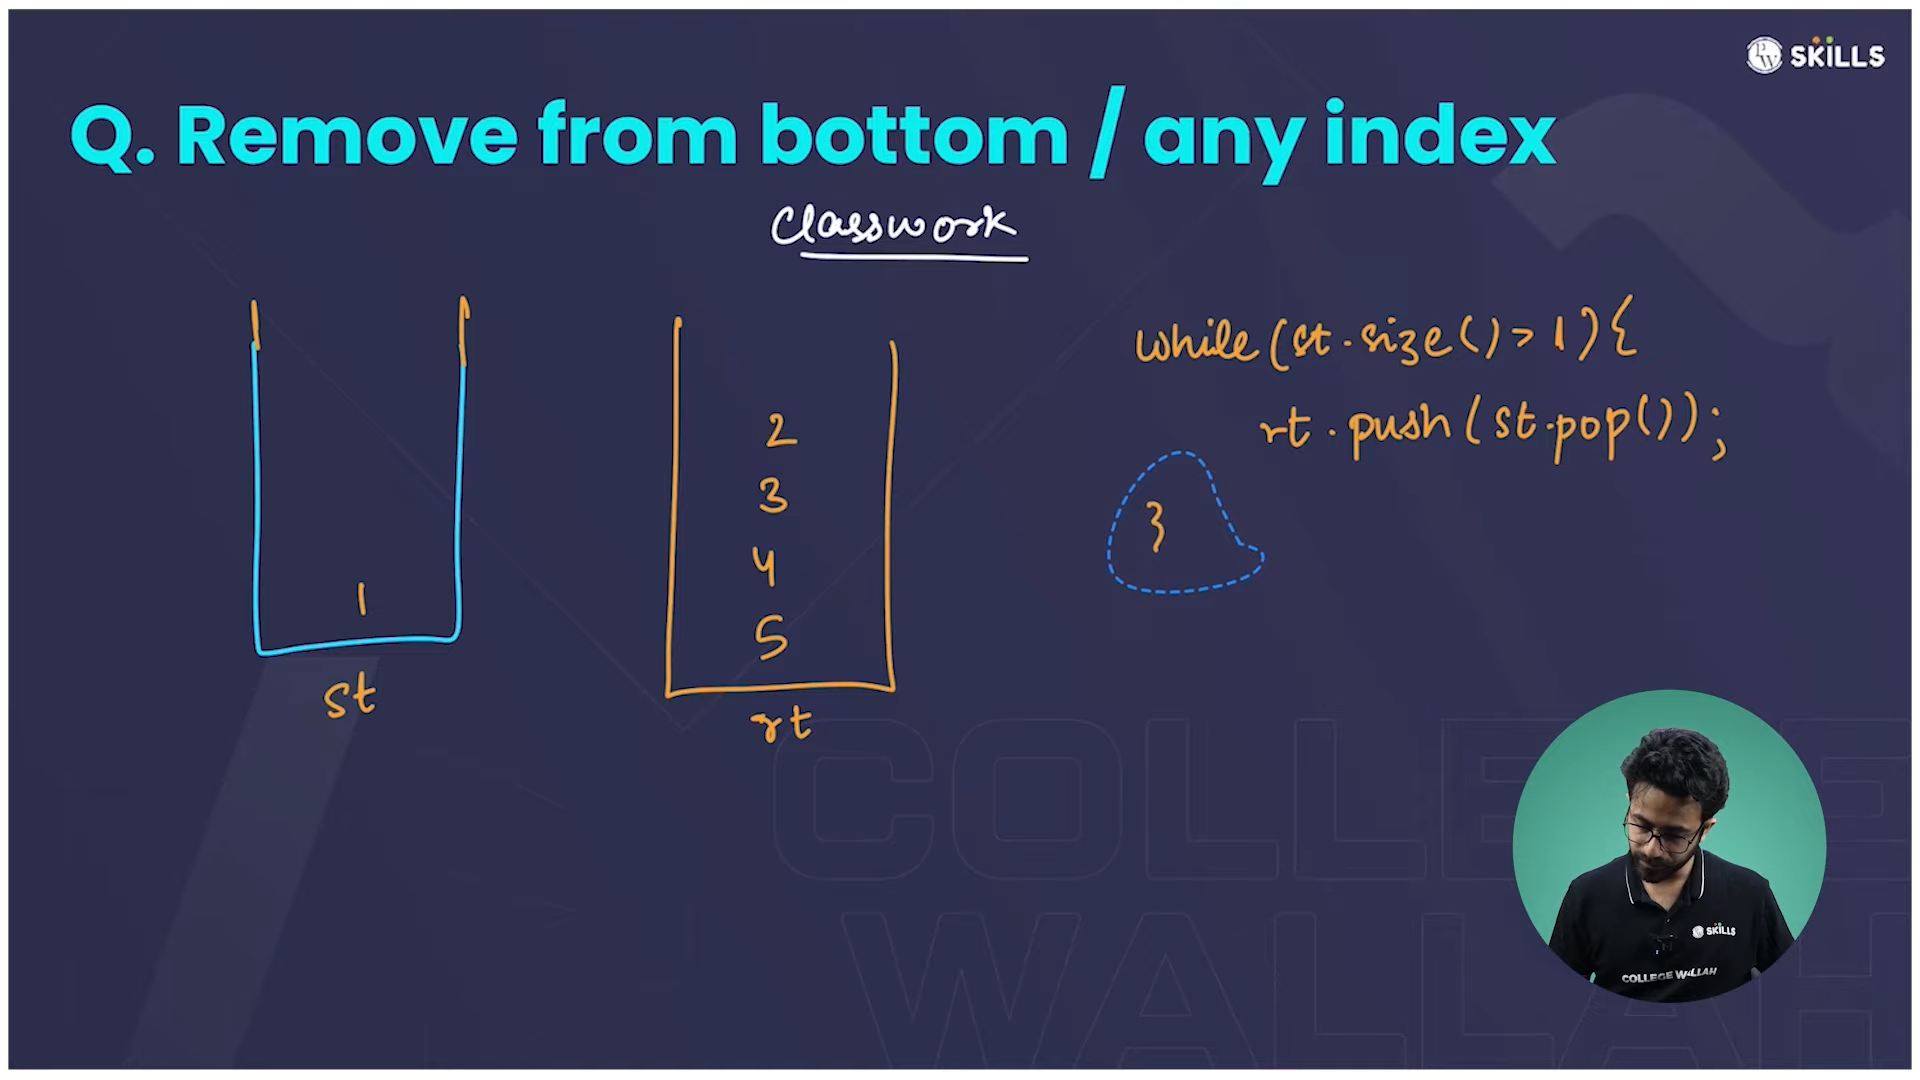 PW SKILLS
Q. Remove from bottom / any index
Classwork
while (st.size() > 1) {
rt.push(st.pop());
}
2
3
4
5
1
st
rt
COLLEGE
WALLAH
SKILLS
COLLEGE WALLAH